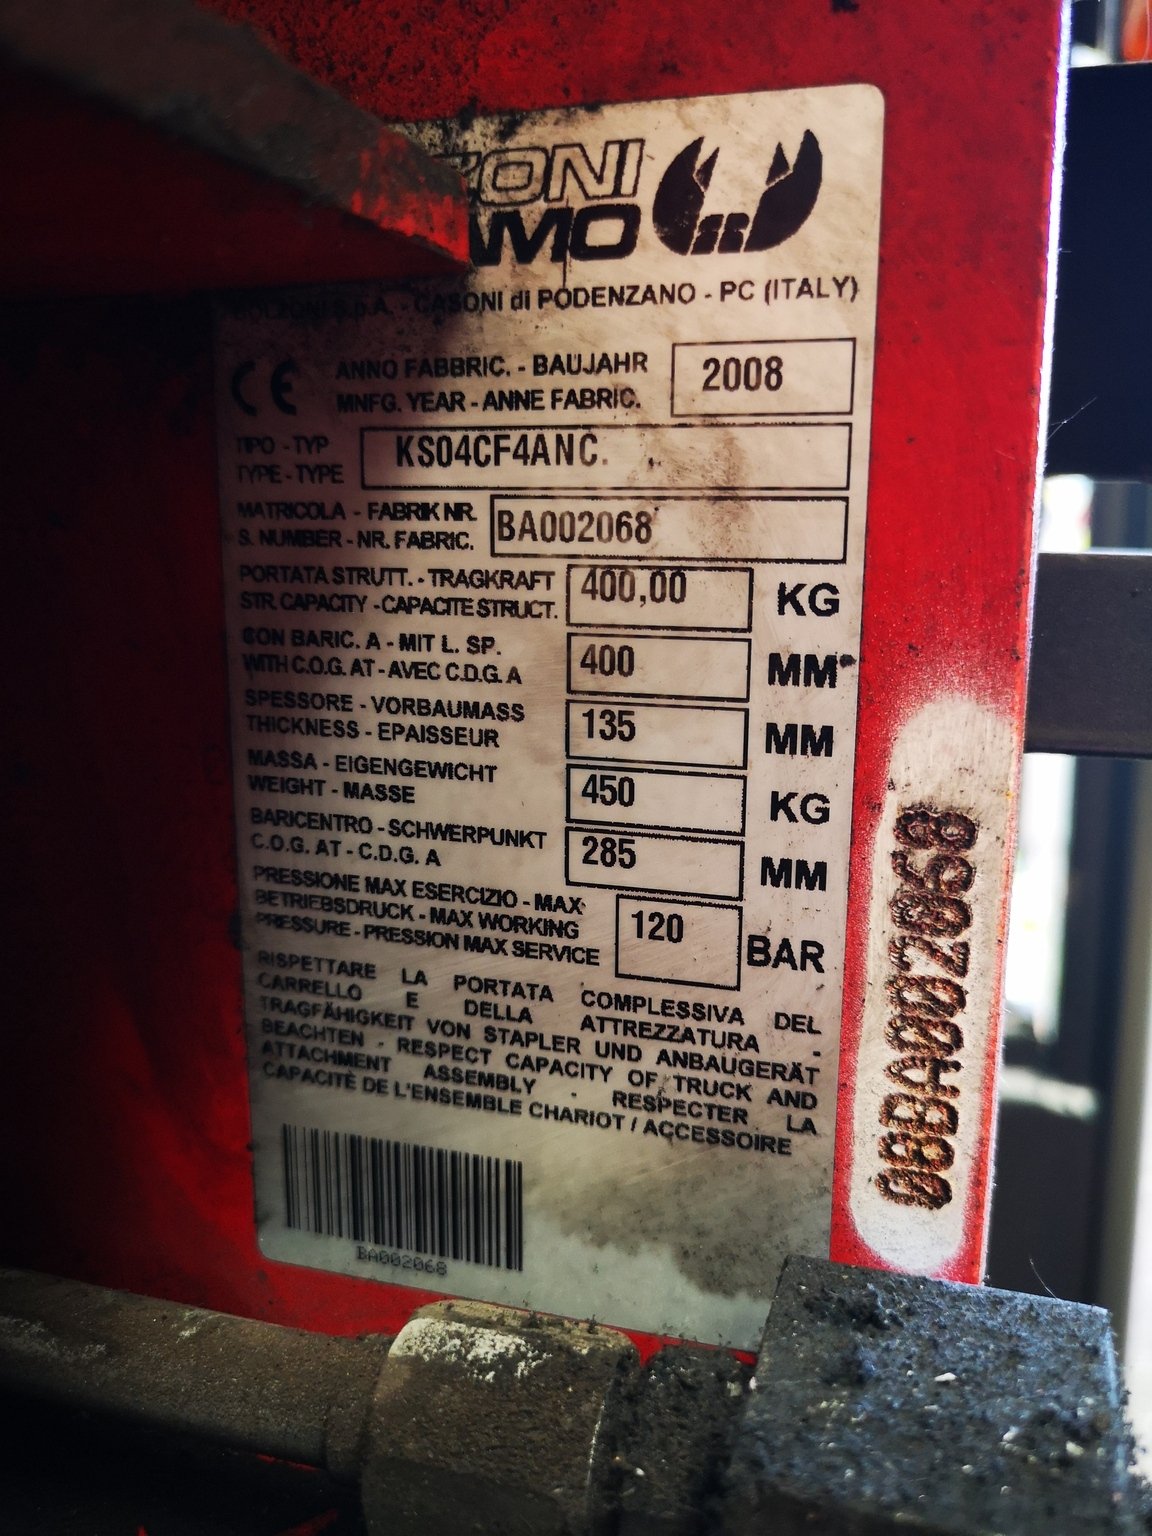 ZONI
AMO
BOLZONI S.p.A. - CASONI di PODENZANO - PC (ITALY)
CE
ANNO FABBRIC. - BAUJAHR
MNFG. YEAR - ANNE FABRIC.
2008
TIPO - TYP
TYPE - TYPE
KS04CF4ANC.
MATRICOLA - FABRIK NR.
S. NUMBER - NR. FABRIC.
BA002068
PORTATA STRUTT. - TRAGKRAFT
STR. CAPACITY - CAPACITE STRUCT.
400,00 KG
CON BARIC. A - MIT L. SP.
WITH C.O.G. AT - AVEC C.D.G. A
400 MM
SPESSORE - VORBAUMASS
THICKNESS - EPAISSEUR
135 MM
MASSA - EIGENGEWICHT
WEIGHT - MASSE
450 KG
BARICENTRO - SCHWERPUNKT
C.O.G. AT - C.D.G. A
285 MM
PRESSIONE MAX ESERCIZIO - MAX
BETRIEBSDRUCK - MAX WORKING
PRESSURE - PRESSION MAX SERVICE
120 BAR
RISPETTARE LA PORTATA COMPLESSIVA DEL
CARRELLO E DELLA ATTREZZATURA -
TRAGFÄHIGKEIT VON STAPLER UND ANBAUGERÄT
BEACHTEN - RESPECT CAPACITY OF TRUCK AND
ATTACHMENT ASSEMBLY - RESPECTER LA
CAPACITÈ DE L'ENSEMBLE CHARIOT / ACCESSOIRE
BA002068
08BA002068